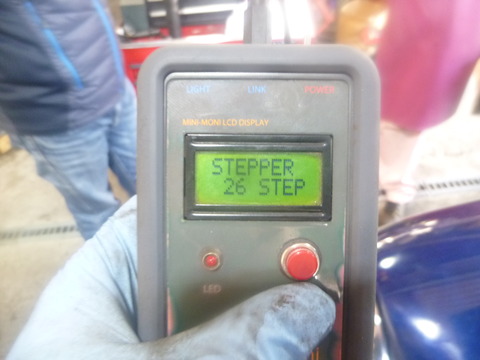 LIGHT LINK POWER
MINI-MONI LCD DISPLAY
STEPPER
26 STEP
LED